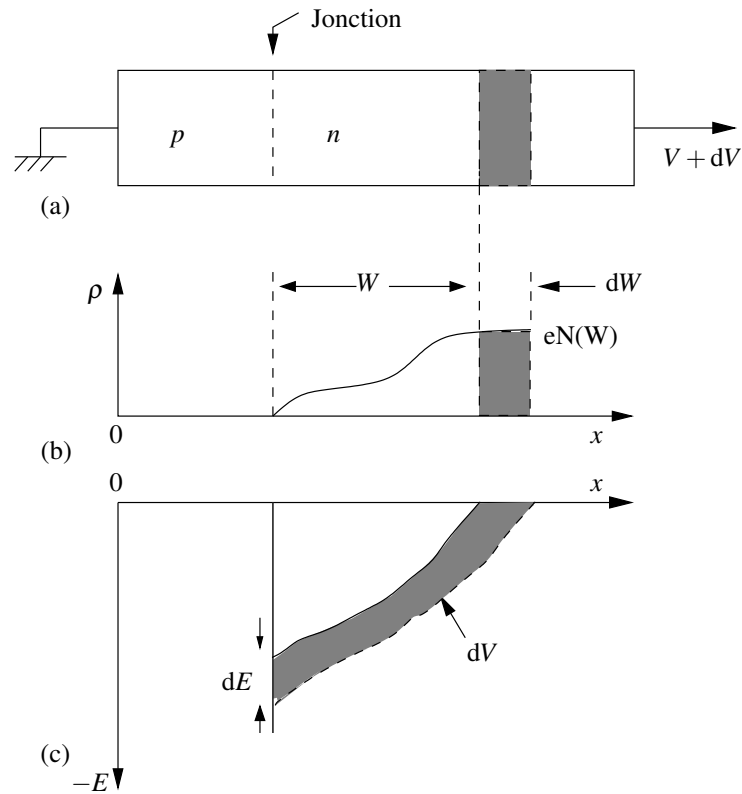 Jonction
p
n
V + dV
(a)
ρ
W
dW
eN(W)
0
x
(b)
0
x
dE
dV
(c)
−E